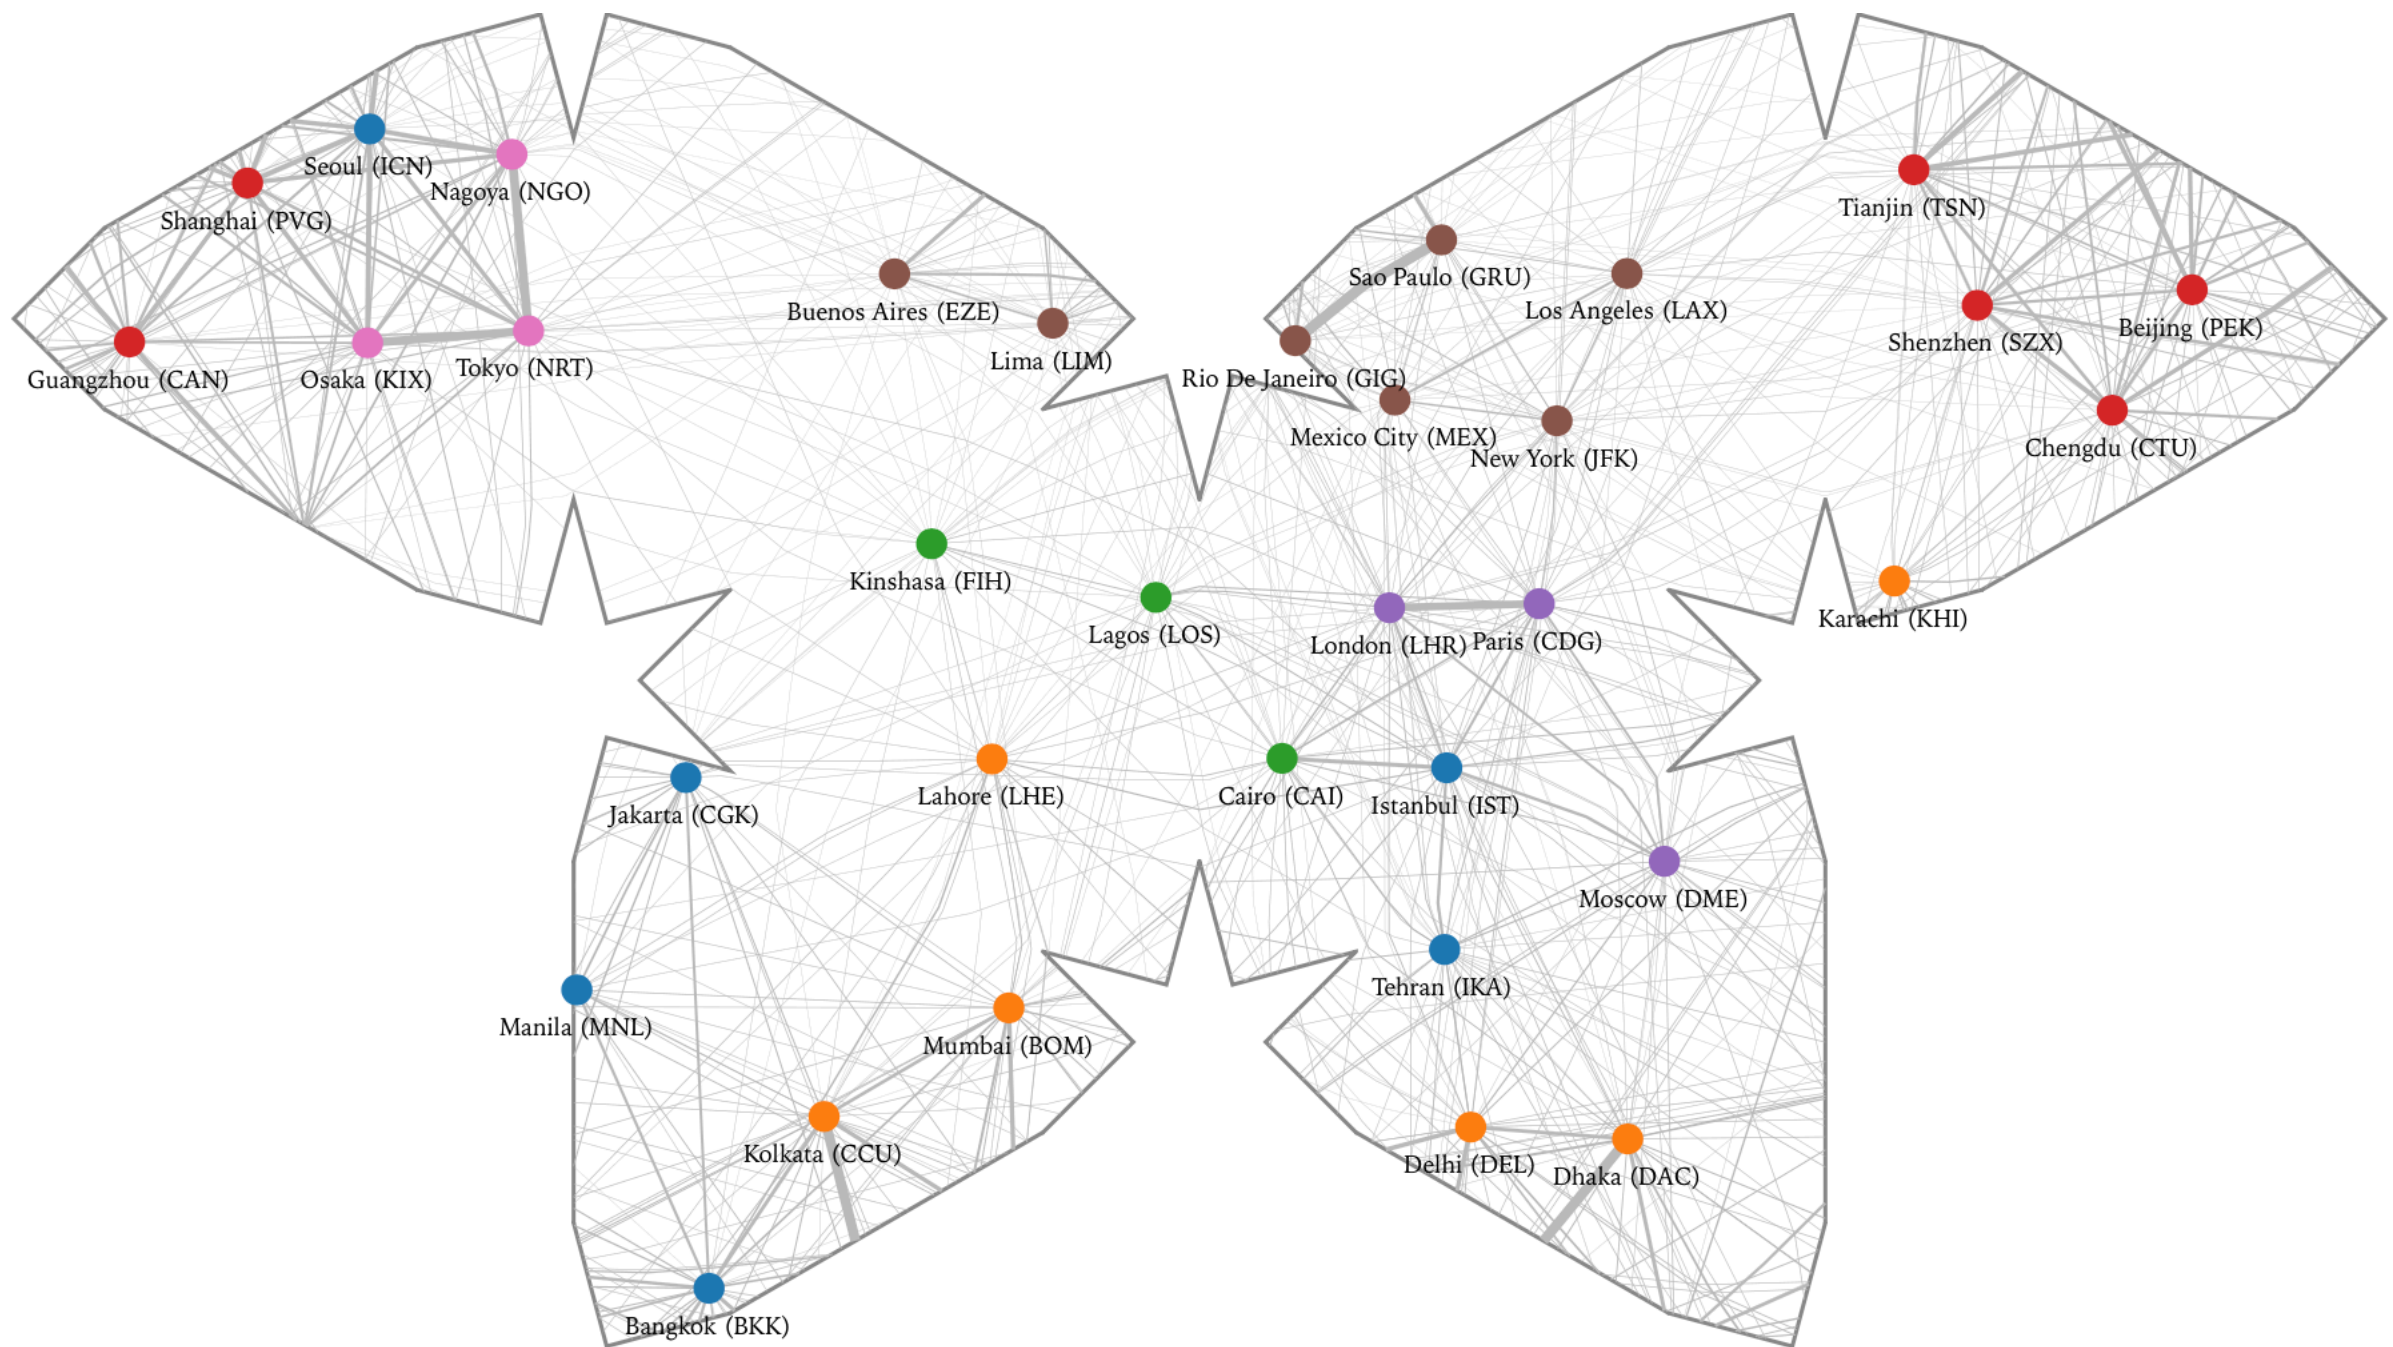 Seoul (ICN)
Nagoya (NGO)
Shanghai (PVG)
Tianjin (TSN)
Sao Paulo (GRU)
Buenos Aires (EZE)
Los Angeles (LAX)
Beijing (PEK)
Shenzhen (SZX)
Lima (LIM)
Tokyo (NRT)
Guangzhou (CAN)
Osaka (KIX)
Rio De Janeiro (GIG)
Mexico City (MEX)
Chengdu (CTU)
New York (JFK)
Kinshasa (FIH)
Karachi (KHI)
Lagos (LOS)
London (LHR)
Paris (CDG)
Lahore (LHE)
Cairo (CAI)
Istanbul (IST)
Jakarta (CGK)
Moscow (DME)
Tehran (IKA)
Manila (MNL)
Mumbai (BOM)
Kolkata (CCU)
Delhi (DEL)
Dhaka (DAC)
Bangkok (BKK)